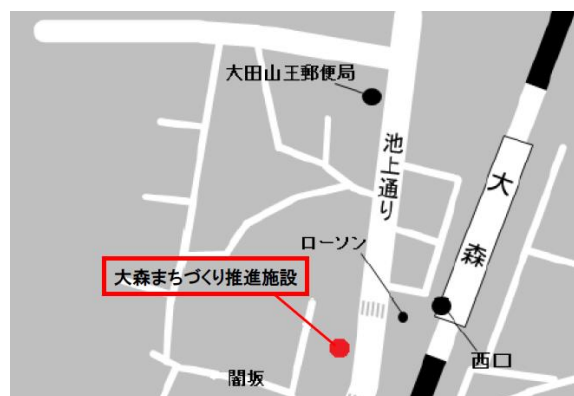 大田山王郵便局
池上通り
大森
ローソン
大森まちづくり推進施設
西口
闇坂